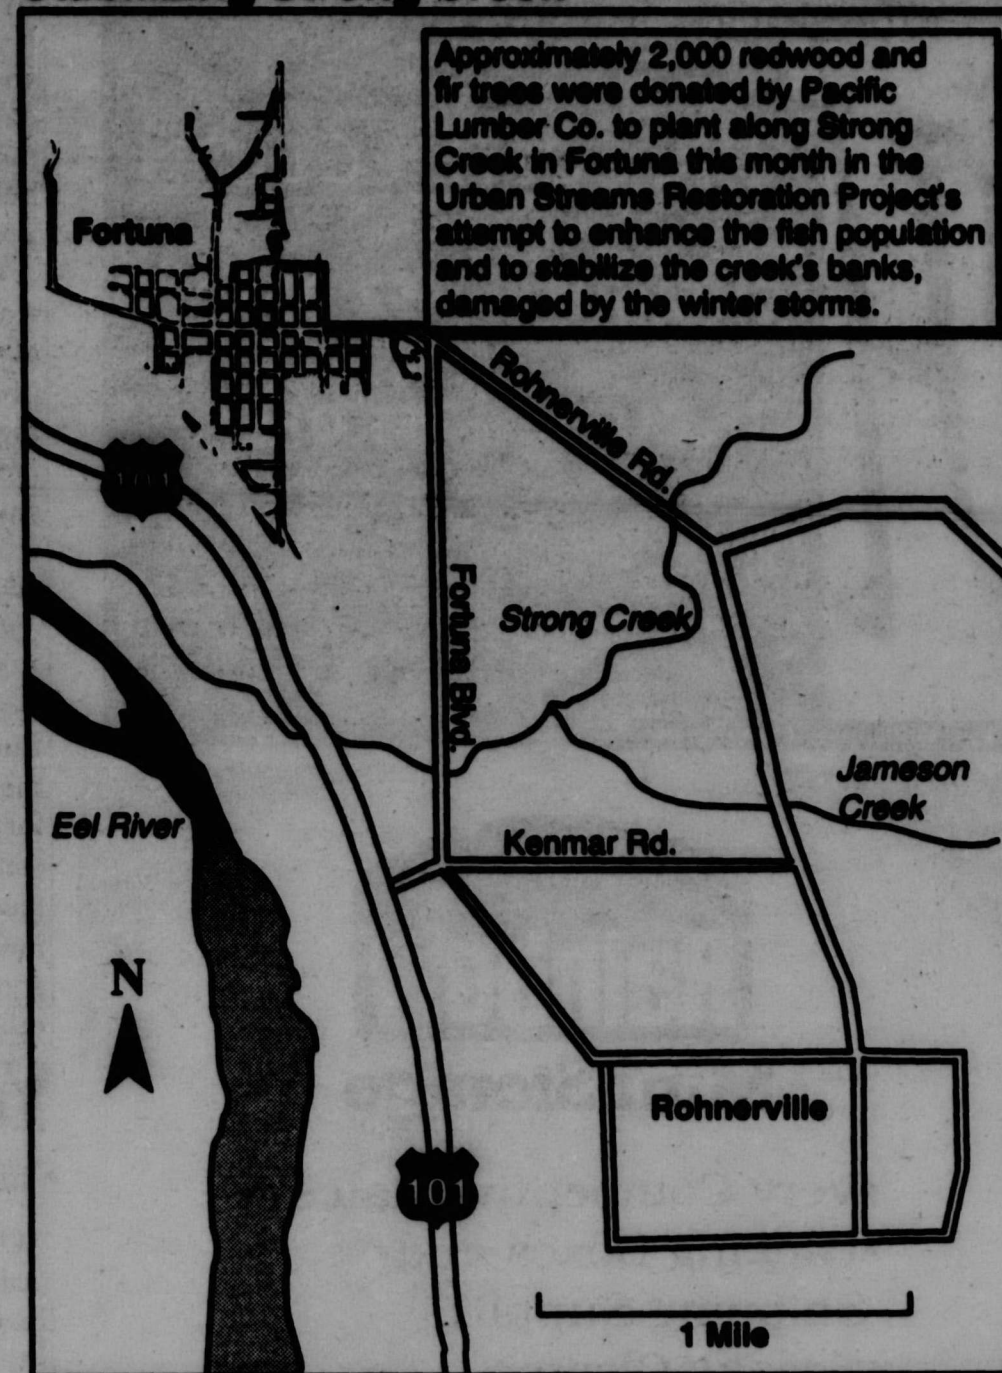 Approximately 2,000 redwood and
fir trees were donated by Pacific
Lumber Co. to plant along Strong
Creek in Fortuna this month in the
Urban Streams Restoration Project's
attempt to enhance the fish population
and to stabilize the creek's banks,
damaged by the winter storms.
Fortuna
Rohnerville Rd.
Fortuna Blvd.
Strong Creek
Jameson
Creek
Eel River
Kenmar Rd.
N
Rohnerville
101
1 Mile